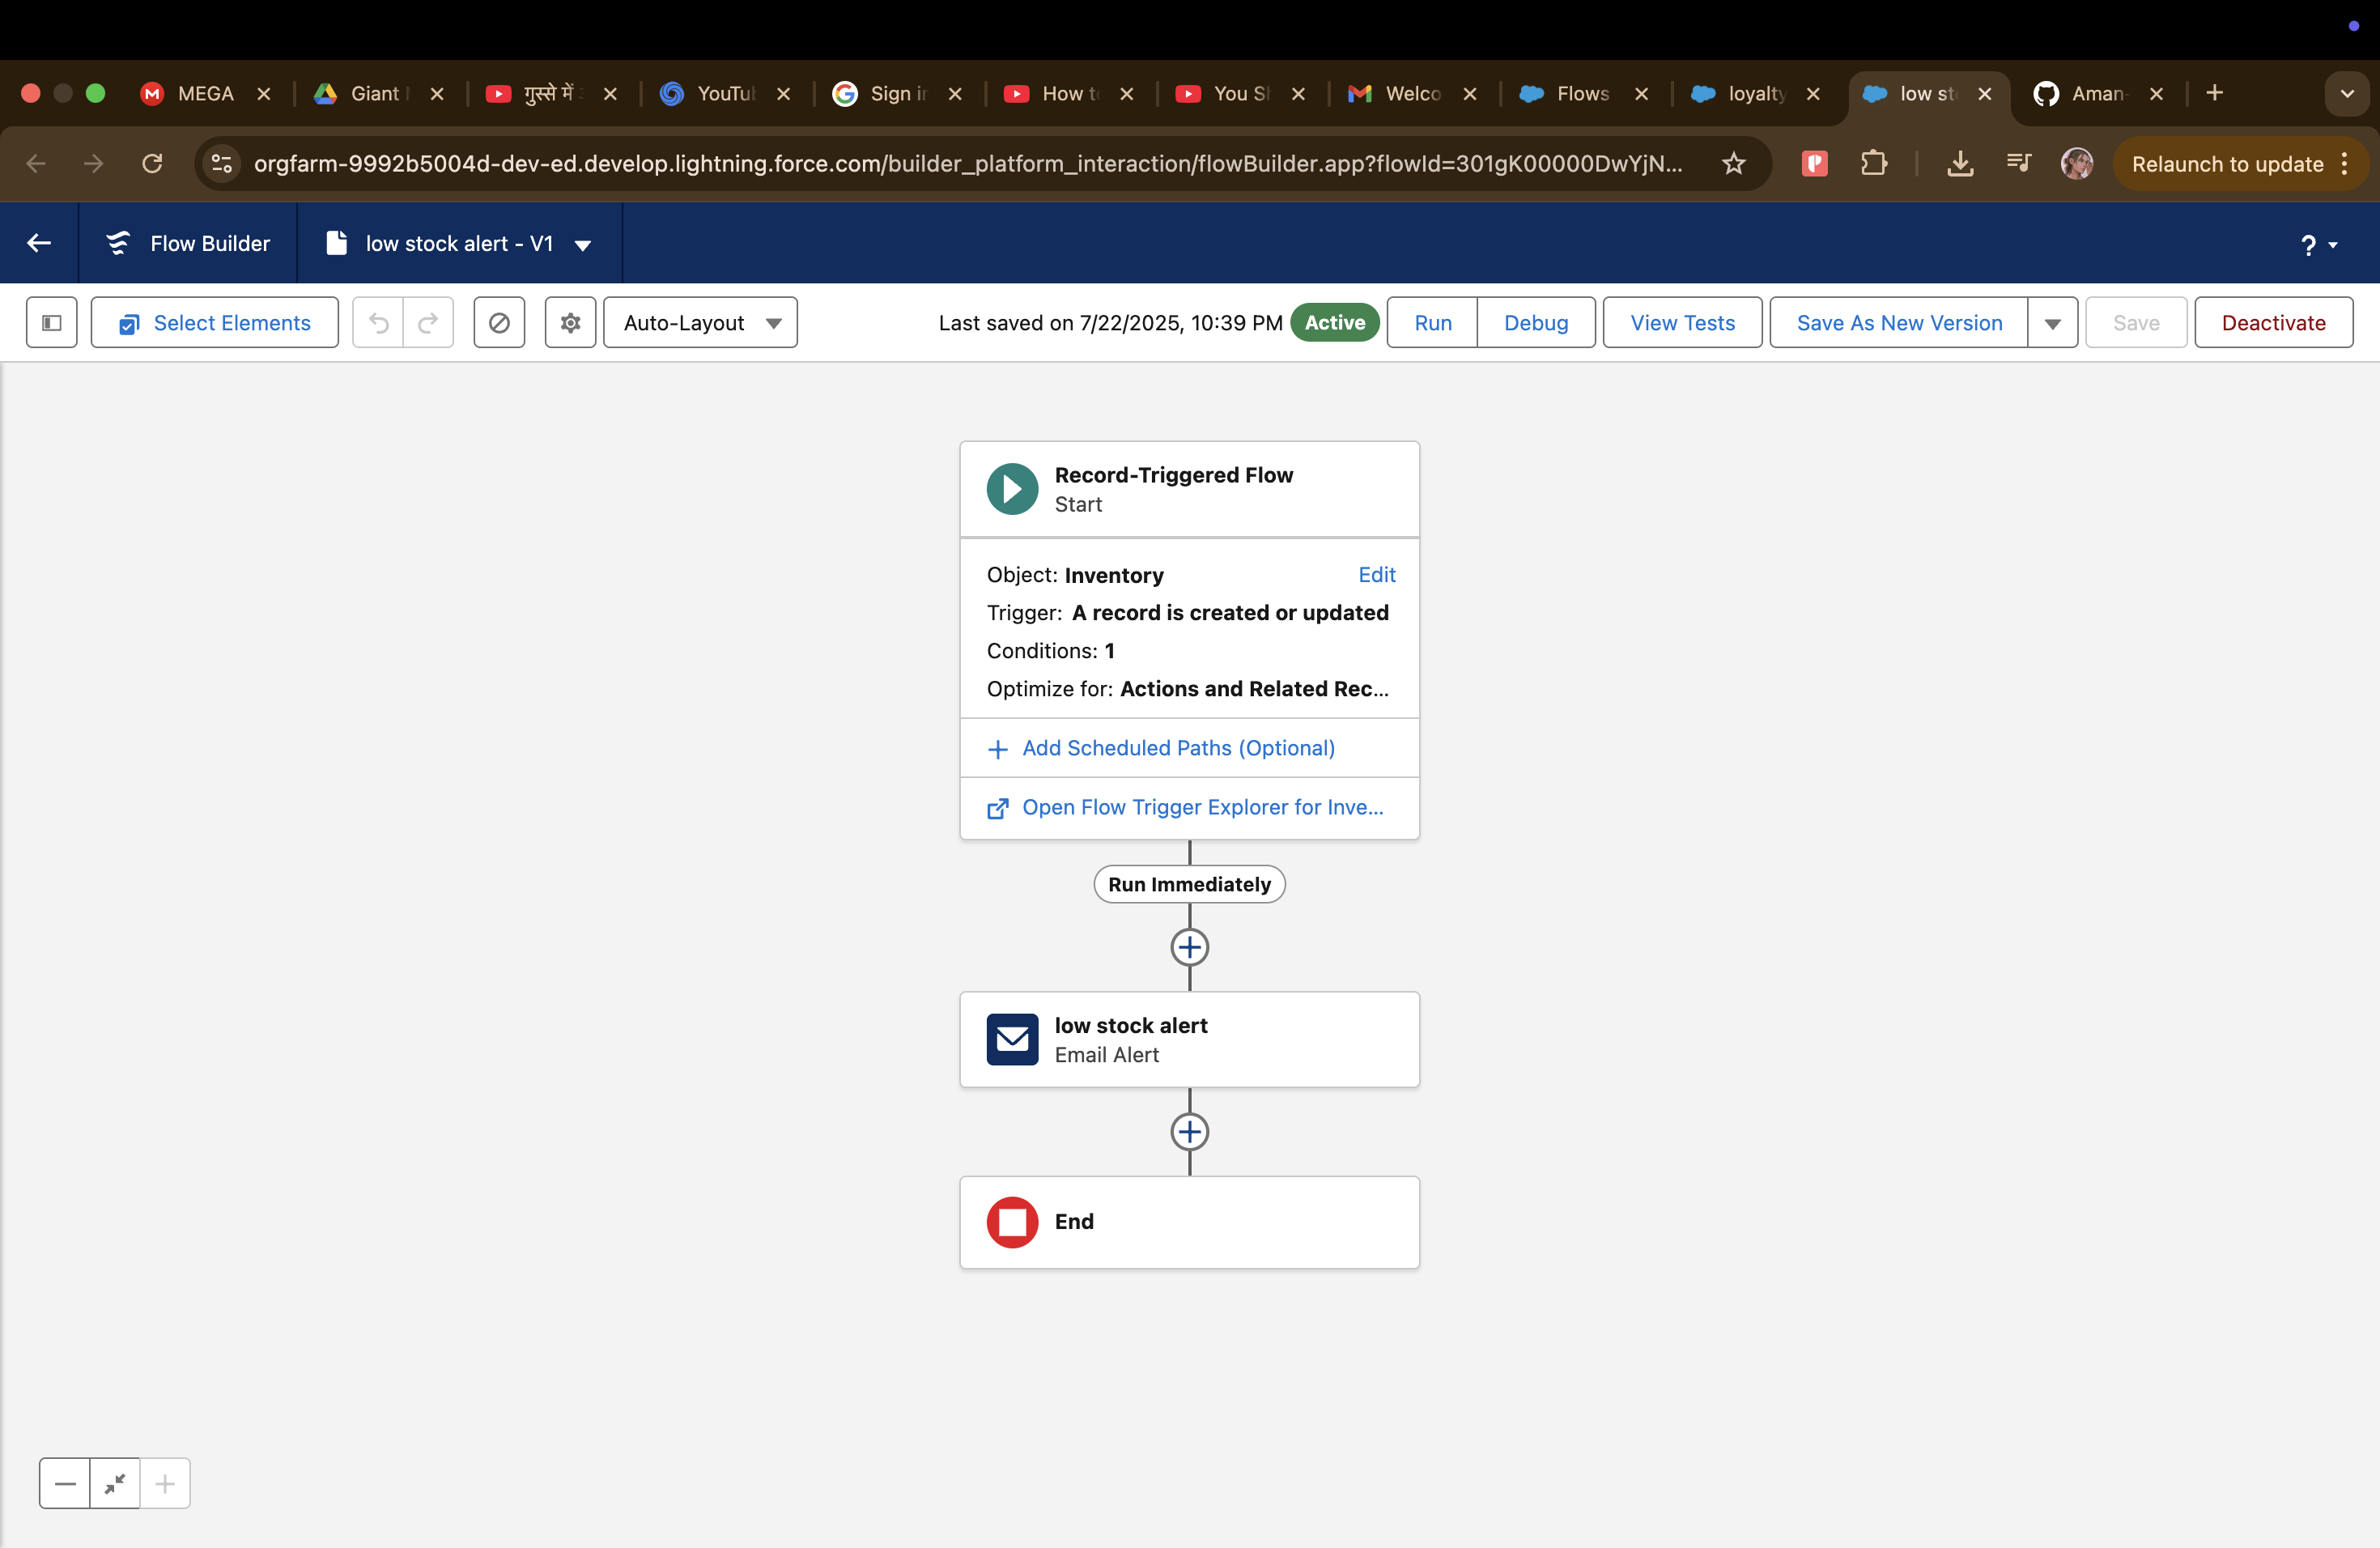 MEGA
Giant
गुस्से में
YouTu
Sign in
How to
You S
Welco
Flows
loyalty
low st
Aman-
orgfarm-9992b5004d-dev-ed.develop.lightning.force.com/builder_platform_interaction/flowBuilder.app?flowId=301gK00000DwYjN...
Relaunch to update
Flow Builder
low stock alert - V1
?
Select Elements
Auto-Layout
Last saved on 7/22/2025, 10:39 PM
Active
Run
Debug
View Tests
Save As New Version
Save
Deactivate
Record-Triggered Flow
Start
Object: Inventory
Edit
Trigger: A record is created or updated
Conditions: 1
Optimize for: Actions and Related Rec...
Add Scheduled Paths (Optional)
Open Flow Trigger Explorer for Inve...
Run Immediately
low stock alert
Email Alert
End